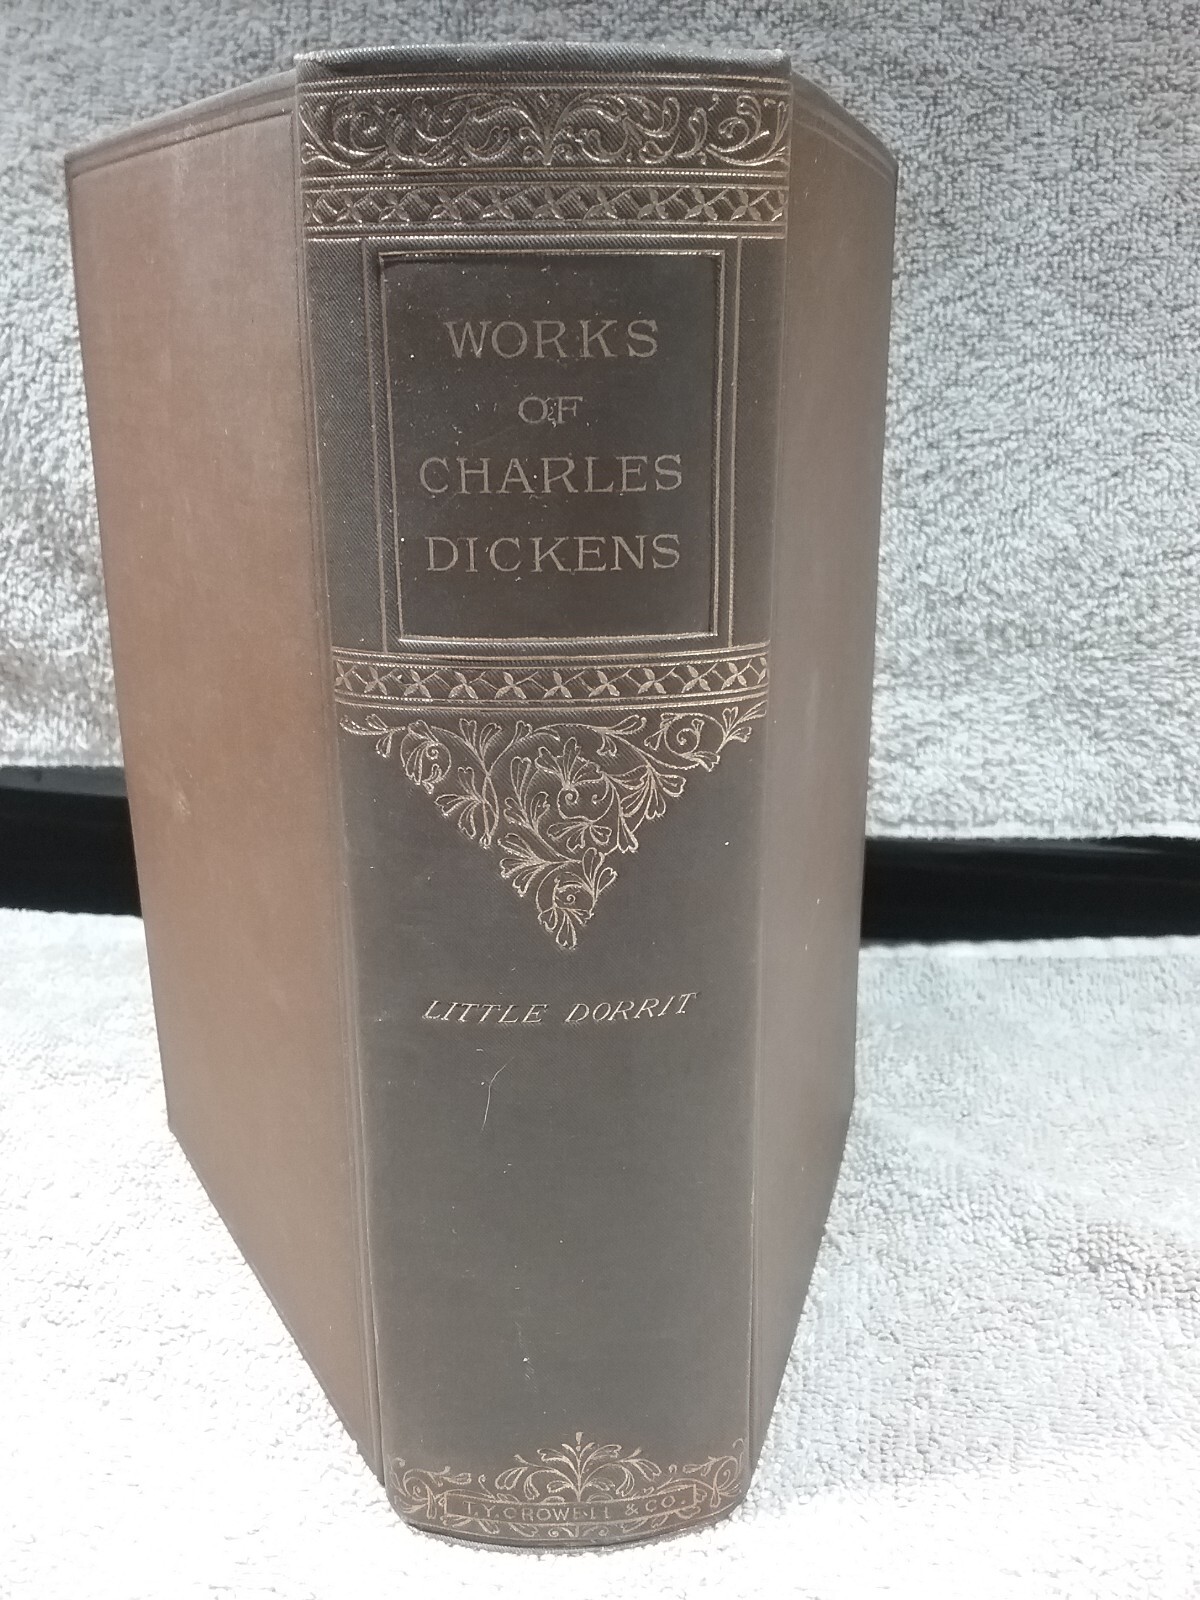 WORKS
OF
CHARLES
DICKENS
LITTLE DORRIT
T.Y. CROWELL & CO.